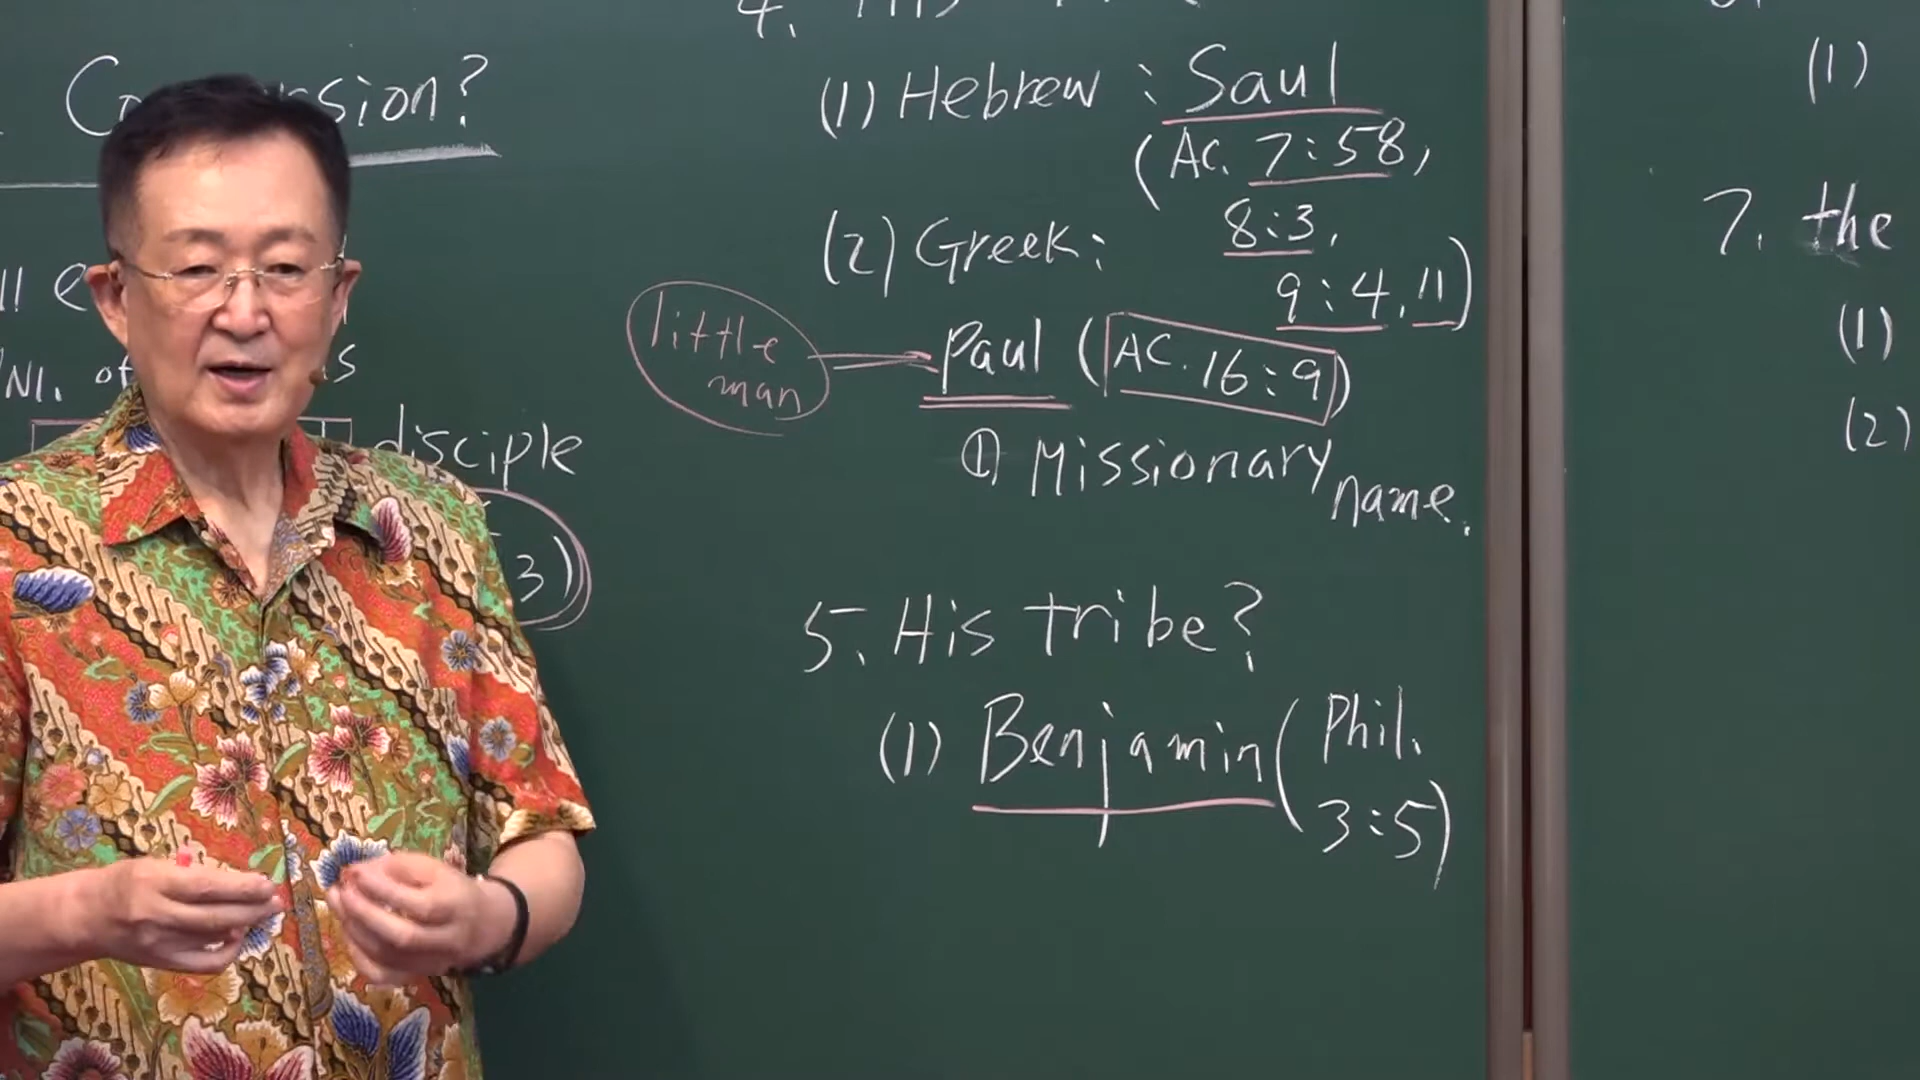 sion?
disciple
3)
4.
(1) Hebrew : Saul
(AC. 7:58,
8:3,
9:4, 11)
(2) Greek:
little
man
Paul (AC. 16:9)
① Missionary
name.
5. His tribe?
(1) Benjamin (Phil.
3:5)
(1)
7. the
(1)
(2)